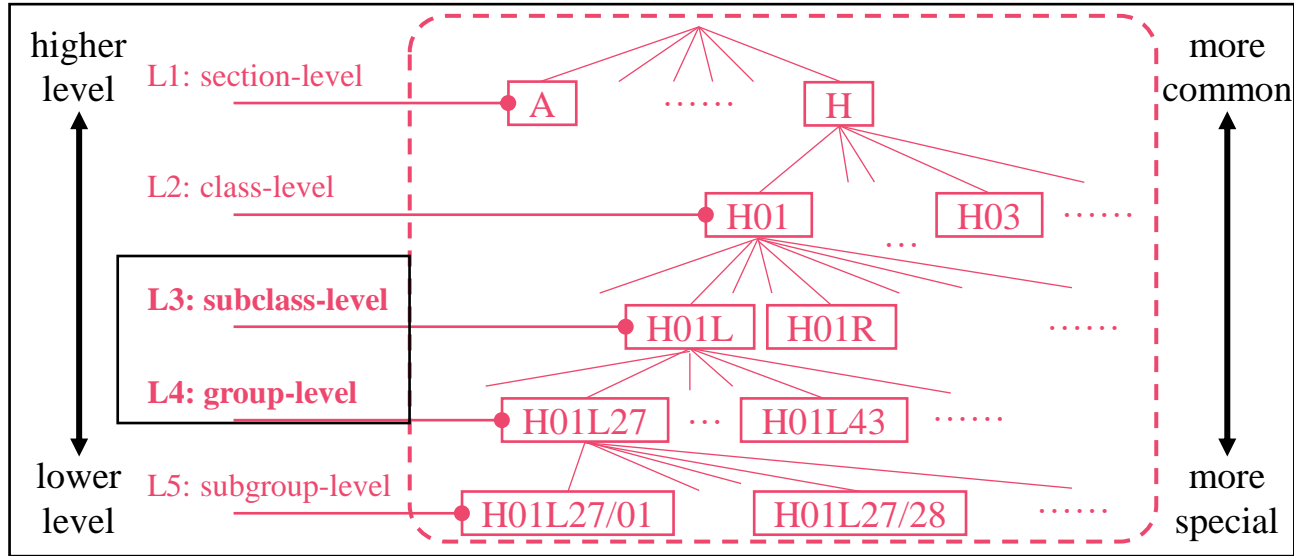 higher
level
L1: section-level
A
......
H
more
common
L2: class-level
H01
...
H03
......
L3: subclass-level
H01L
H01R
......
L4: group-level
H01L27
...
H01L43
......
lower
level
L5: subgroup-level
H01L27/01
H01L27/28
......
more
special